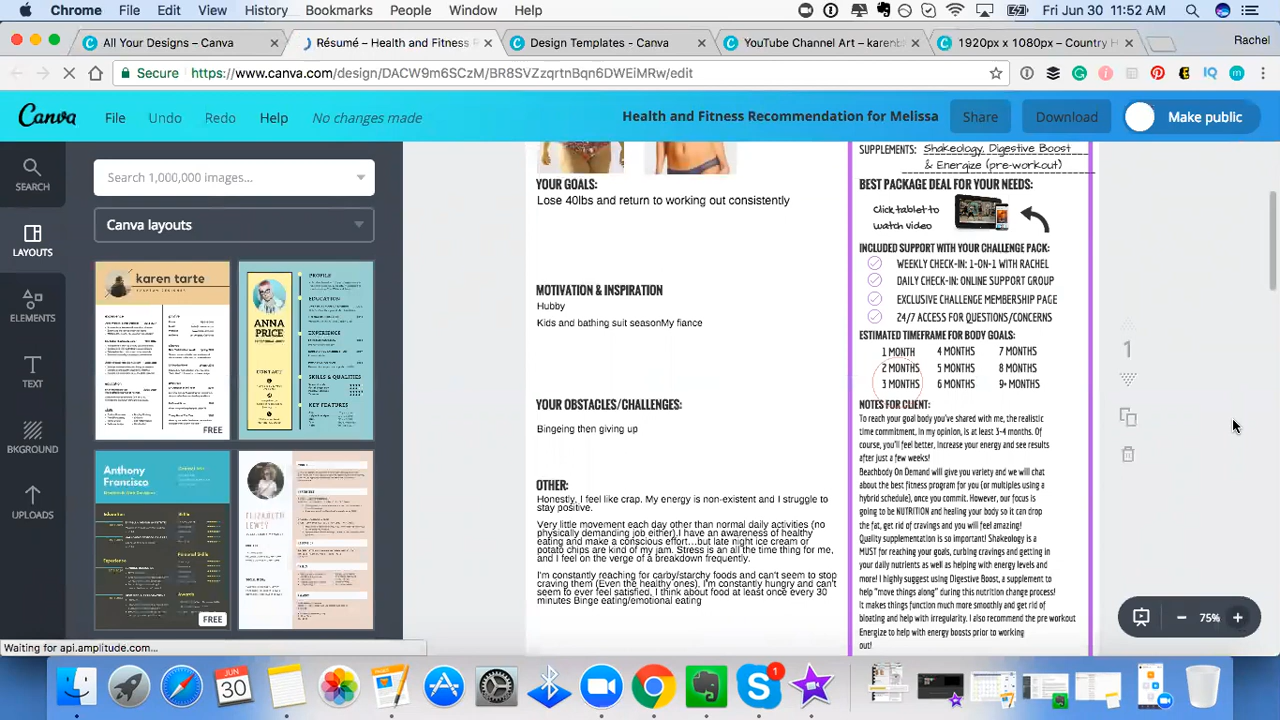 Chrome File Edit View History Bookmarks People Window Help Fri Jun 30 11:52 AM
All Your Designs – Canva
Résumé – Health and Fitness R
Design Templates – Canva
YouTube Channel Art – karenb
1920px x 1080px – Country H
Rachel
Secure https://www.canva.com/design/DACW9m6SCzM/BR8SVZzqrtnBqn6DWEiMRw/edit
Canva File Undo Redo Help No changes made Health and Fitness Recommendation for Melissa Share Download Make public
SEARCH
LAYOUTS
ELEMENTS
TEXT
BKGROUND
UPLOADS
Search 1,000,000 images...
Canva layouts
karen tarte
FREE
ANNA
PRICE
CONTACT
PROFILE
EDUCATION
EXPERIENCE
SKILLS & QUALITIES
KEY FEATURES
Anthony
Francisco
FREE
ELIZABETH
LEWEY
YOUR GOALS:
Lose 40lbs and return to working out consistently
MOTIVATION & INSPIRATION
Hubby
Kids and bathing suit seasonMy fiance
YOUR OBSTACLES/CHALLENGES:
Bingeing then giving up
OTHER:
Honestly, I feel like crap. My energy is non-existent and I struggle to
stay positive.
physically demanding job either). I have an awareness of healthy
eating and make a conscious effort....but late night ice cream or
taco chips are kind of my jam. Stress is an all the time thing for me,
and I feel on the verge of breakdown frequently.
I'm constantly reaching for carby/starchy foods and can't seem to stop
crave them (even the healthy ones). I'm constantly hungry and can't
seem to ever feel satisfied. I think about food at least once every 30
minutes Binge eating/emotional eating
SUPPLEMENTS: Shakeology, Digestive Boost
& Energize (pre-workout)
BEST PACKAGE DEAL FOR YOUR NEEDS:
Click tablet to
watch video
INCLUDED SUPPORT WITH YOUR CHALLENGE PACK:
WEEKLY CHECK-IN: 1-ON-1 WITH RACHEL
DAILY CHECK-IN: ONLINE SUPPORT GROUP
EXCLUSIVE CHALLENGE MEMBERSHIP PAGE
24/7 ACCESS FOR QUESTIONS/CONCERNS
ESTIMATED TIMEFRAME FOR BODY GOALS:
1 MONTH 4 MONTHS 7 MONTHS
2 MONTHS 5 MONTHS 8 MONTHS
3 MONTHS 6 MONTHS 9+ MONTHS
NOTES FOR CLIENT:
To reach your goal body you've shared with me, the realistic
time commitment, in my opinion, is at least 3-4 months. Of
course, you'll feel better, increase your energy and see results
after just a few weeks!
Beachbody On Demand will give you variety and we will chat
about the best fitness program for you (or multiples using a
hybrid schedule), once you commit. However, our focus is
going to be NUTRITION and healing your body so it can drop
the weight, get rid of cravings and you will feel amazing!
Quality supplementation is so important! Shakeology is a
MUST for reaching your goals, curbing cravings and getting in
your daily nutrients as well as helping with energy levels and
more! I highly suggest using Digestive Boost, a supplement to
help "bring things along" during this nutrition change process!
It makes things function much more smoothly and get rid of
bloating and help with irregularity. I also recommend the pre workout
Energize to help with energy boosts prior to working
out!
1
75%
Waiting for api.amplitude.com...
JUN
30
1